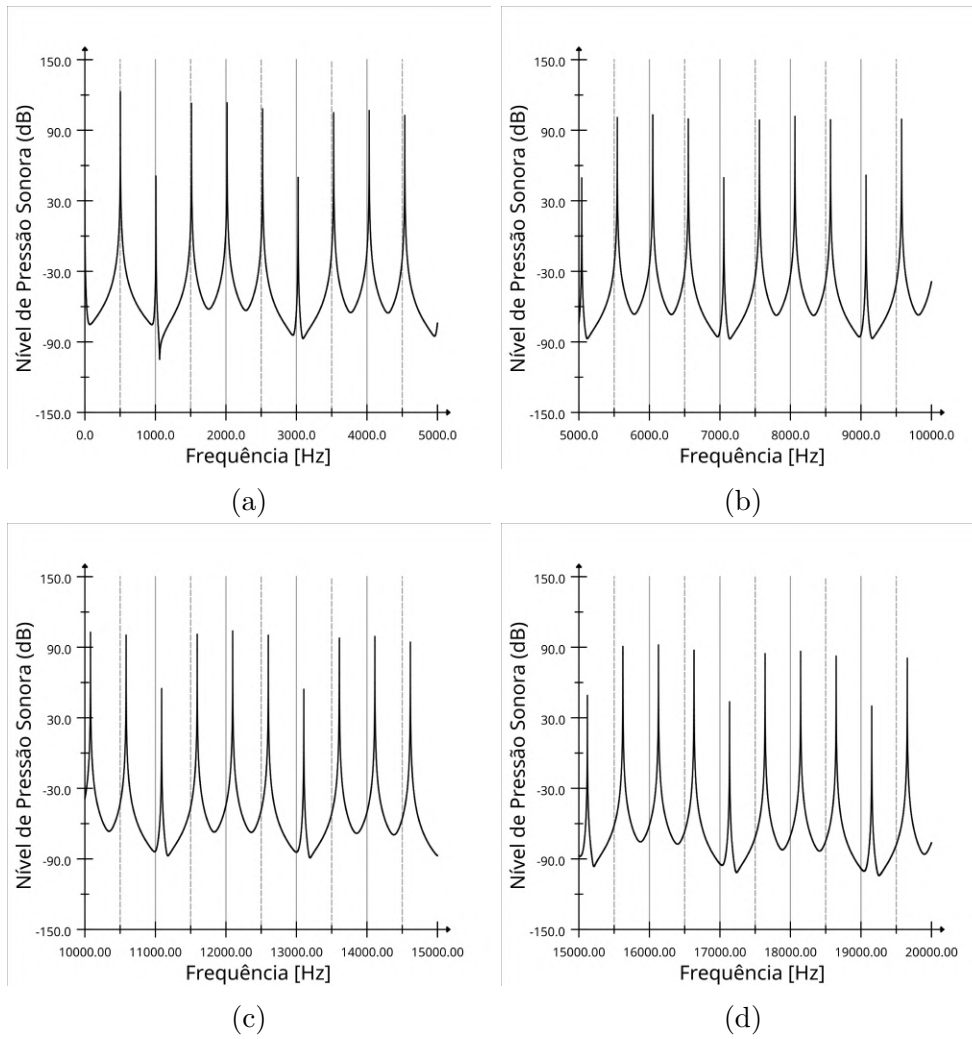 Nível de Pressão Sonora (dB)
150.0
90.0
30.0
-30.0
-90.0
-150.0
0.0 1000.0 2000.0 3000.0 4000.0 5000.0
Frequência [Hz]
(a)
Nível de Pressão Sonora (dB)
150.0
90.0
30.0
-30.0
-90.0
-150.0
5000.0 6000.0 7000.0 8000.0 9000.0 10000.0
Frequência [Hz]
(b)
Nível de Pressão Sonora (dB)
150.0
90.0
30.0
-30.0
-90.0
-150.0
10000.00 11000.00 12000.00 13000.00 14000.00 15000.00
Frequência [Hz]
(c)
Nível de Pressão Sonora (dB)
150.0
90.0
30.0
-30.0
-90.0
-150.0
15000.00 16000.00 17000.00 18000.00 19000.00 20000.00
Frequência [Hz]
(d)